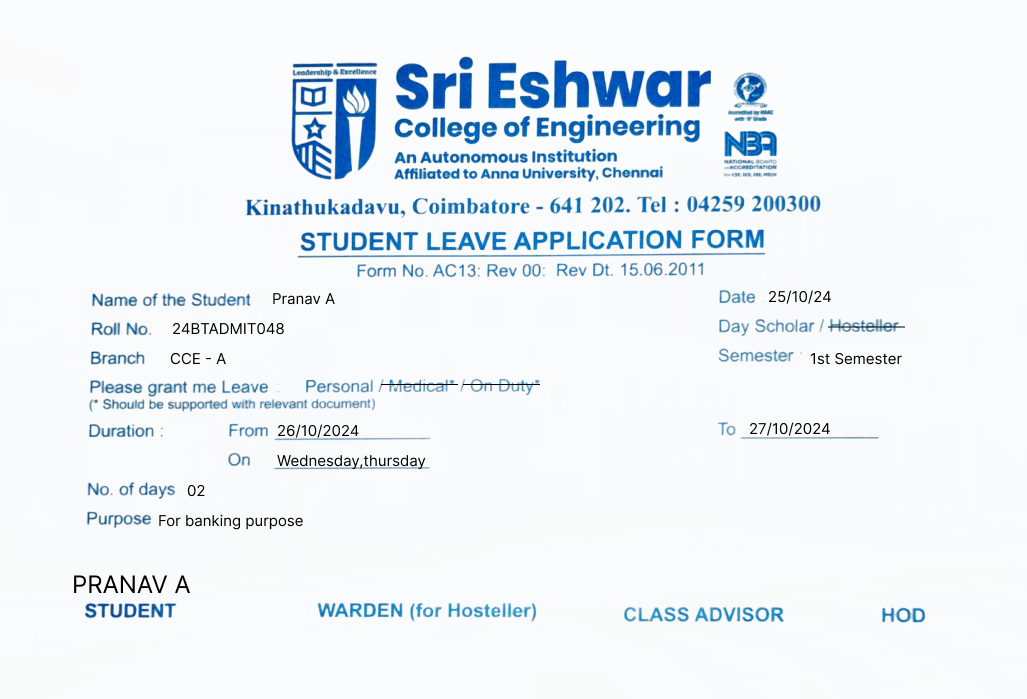 Leadership & Excellence
Sri Eshwar
College of Engineering
An Autonomous Institution
Affiliated to Anna University, Chennai
Accredited by NAAC
with 'A' Grade
NBA
NATIONAL BOARD
of ACCREDITATION
Kinathukadavu, Coimbatore - 641 202. Tel : 04259 200300
STUDENT LEAVE APPLICATION FORM
Form No. AC13: Rev 00: Rev Dt. 15.06.2011
Name of the Student Pranav A
Date : 25/10/24
Roll No. 24BTADMIT048
Day Scholar / Hosteller
Branch CCE - A
Semester : 1st Semester
Please grant me Leave : Personal / Medical* / On Duty*
(* Should be supported with relevant document)
Duration : From 26/10/2024 To 27/10/2024
On Wednesday,thursday
No. of days 02
Purpose For banking purpose
PRANAV A
STUDENT WARDEN (for Hosteller) CLASS ADVISOR HOD